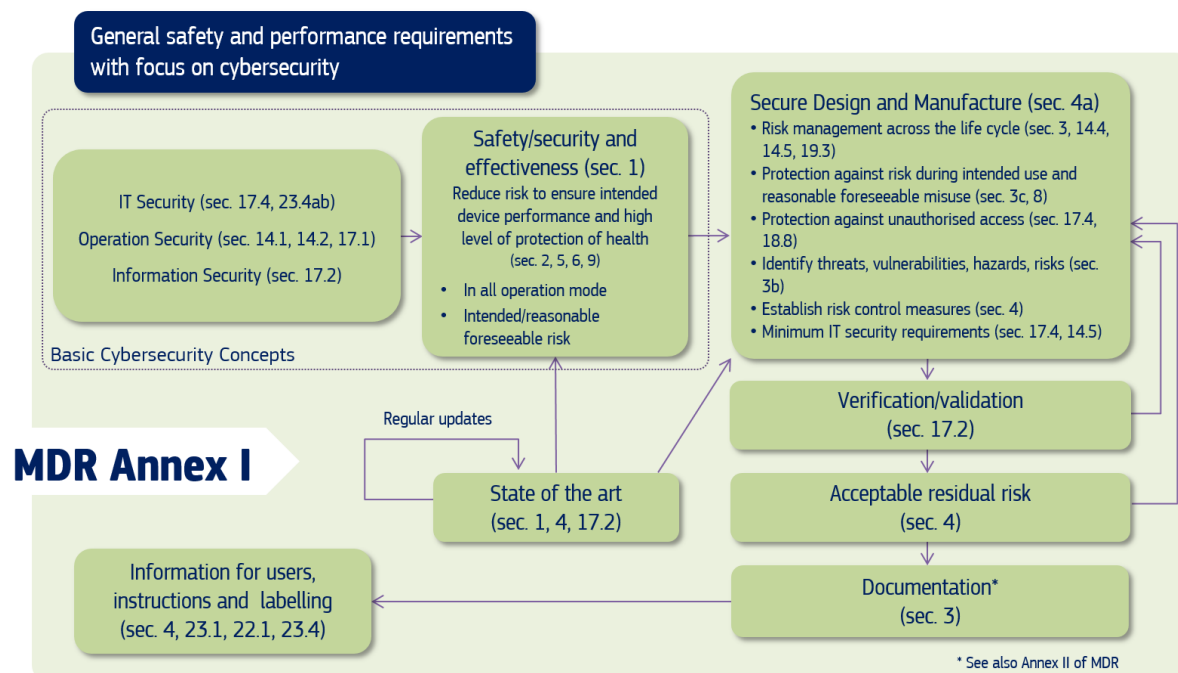 General safety and performance requirements
with focus on cybersecurity
IT Security (sec. 17.4, 23.4ab)
Operation Security (sec. 14.1, 14.2, 17.1)
Information Security (sec. 17.2)
Basic Cybersecurity Concepts
Safety/security and
effectiveness (sec. 1)
Reduce risk to ensure intended
device performance and high
level of protection of health
(sec. 2, 5, 6, 9)
• In all operation mode
• Intended/reasonable
foreseeable risk
Secure Design and Manufacture (sec. 4a)
• Risk management across the life cycle (sec. 3, 14.4,
14.5, 19.3)
• Protection against risk during intended use and
reasonable foreseeable misuse (sec. 3c, 8)
• Protection against unauthorised access (sec. 17.4,
18.8)
• Identify threats, vulnerabilities, hazards, risks (sec.
3b)
• Establish risk control measures (sec. 4)
• Minimum IT security requirements (sec. 17.4, 14.5)
Verification/validation
(sec. 17.2)
Regular updates
MDR Annex I
State of the art
(sec. 1, 4, 17.2)
Acceptable residual risk
(sec. 4)
Information for users,
instructions and labelling
(sec. 4, 23.1, 22.1, 23.4)
Documentation*
(sec. 3)
* See also Annex II of MDR